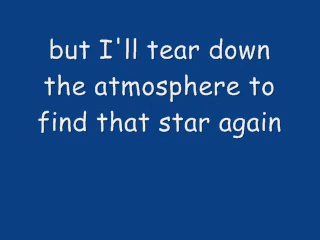 but I'll tear down
the atmosphere to
find that star again